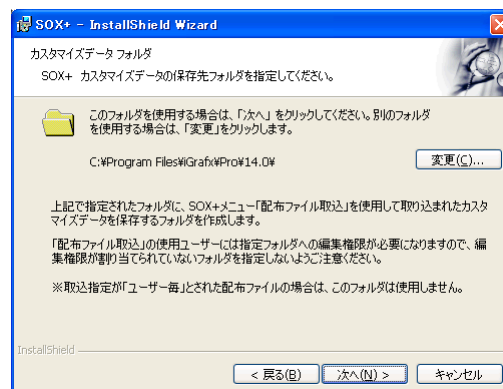 SOX+ - InstallShield Wizard
カスタマイズデータ フォルダ
SOX+ カスタマイズデータの保存先フォルダを指定してください。
このフォルダを使用する場合は、「次へ」をクリックしてください。別のフォルダ
を使用する場合は、「変更」をクリックします。
C:¥Program Files¥iGrafx¥Pro¥14.0¥
変更(C)...
上記で指定されたフォルダに、SOX+メニュー「配布ファイル取込」を使用して取り込まれたカスタ
マイズデータを保存するフォルダを作成します。
「配布ファイル取込」の使用ユーザーには指定フォルダへの編集権限が必要になりますので、編
集権限が割り当てられていないフォルダを指定しないようご注意ください。
※取込指定が「ユーザー毎」とされた配布ファイルの場合は、このフォルダは使用しません。
InstallShield
< 戻る(B)
次へ(N) >
キャンセル